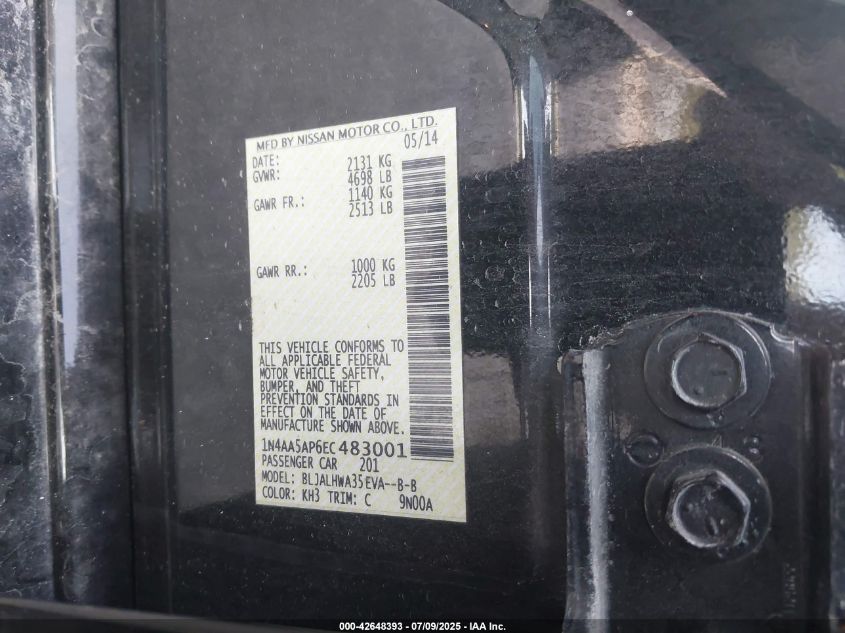 MFD BY NISSAN MOTOR CO., LTD.
DATE: 05/14
GVWR: 2131 KG
4698 LB
GAWR FR.: 1140 KG
2513 LB
GAWR RR.: 1000 KG
2205 LB
THIS VEHICLE CONFORMS TO
ALL APPLICABLE FEDERAL
MOTOR VEHICLE SAFETY,
BUMPER, AND THEFT
PREVENTION STANDARDS IN
EFFECT ON THE DATE OF
MANUFACTURE SHOWN ABOVE.
1N4AA5AP6EC 483001
PASSENGER CAR 201
MODEL: BLJALHWA35EVA--B-B
COLOR: KH3 TRIM: C 9N00A
000-42648393 - 07/09/2025 - IAA Inc.